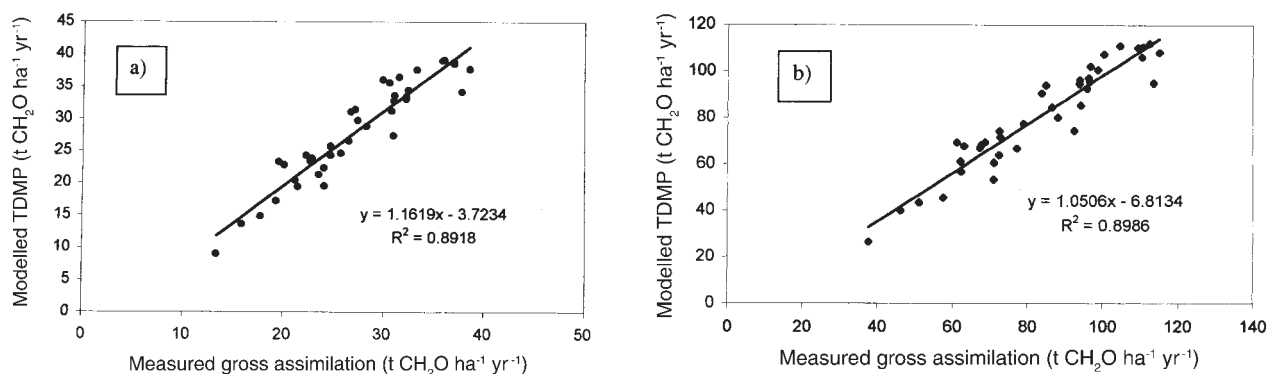 Modelled TDMP (t CH₂O ha⁻¹ yr⁻¹)
45
40
35
30
25
20
15
10
5
0
a)
y = 1.1619x - 3.7234
R² = 0.8918
0 10 20 30 40 50
Measured gross assimilation (t CH₂O ha⁻¹ yr⁻¹)
Modelled TDMP (t CH₂O ha⁻¹ yr⁻¹)
120
100
80
60
40
20
0
b)
y = 1.0506x - 6.8134
R² = 0.8986
0 20 40 60 80 100 120 140
Measured gross assimilation (t CH₂O ha⁻¹ yr⁻¹)